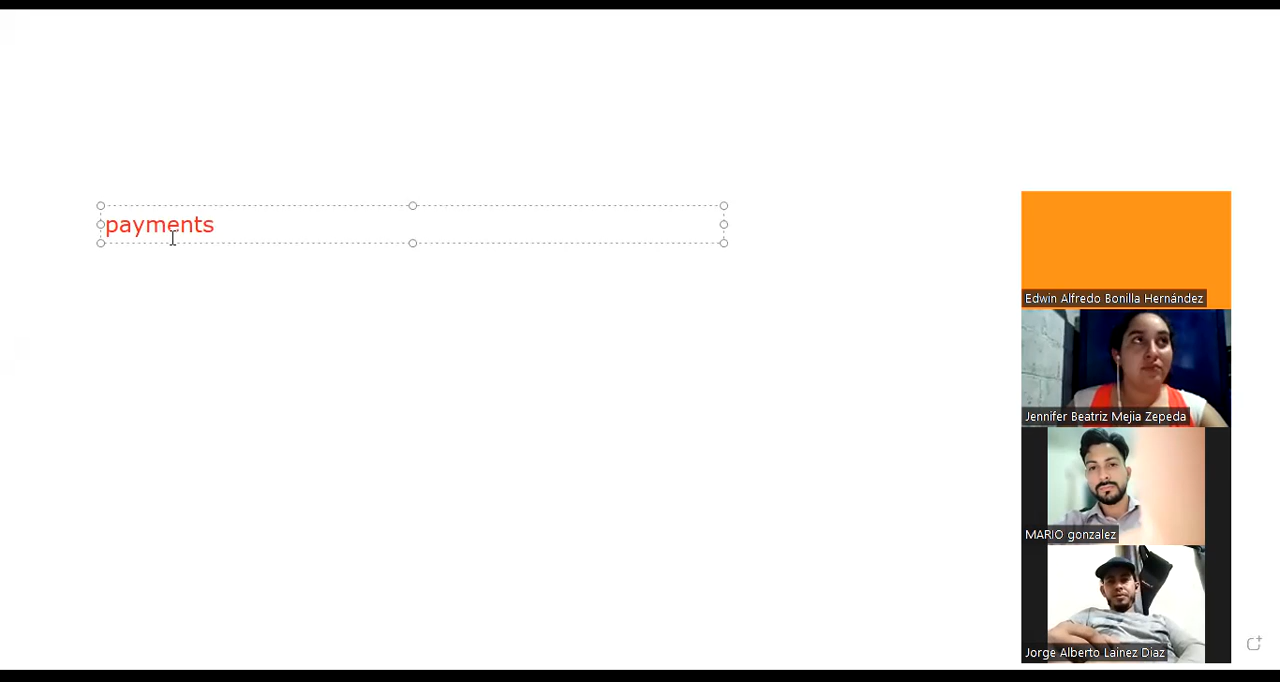 payments
Edwin Alfredo Bonilla Hernández
Jennifer Beatriz Mejia Zepeda
MARIO gonzalez
Jorge Alberto Lainez Diaz